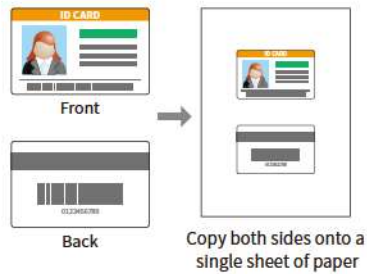 ID CARD
Front
0123456789
Back
ID CARD
Copy both sides onto a
single sheet of paper